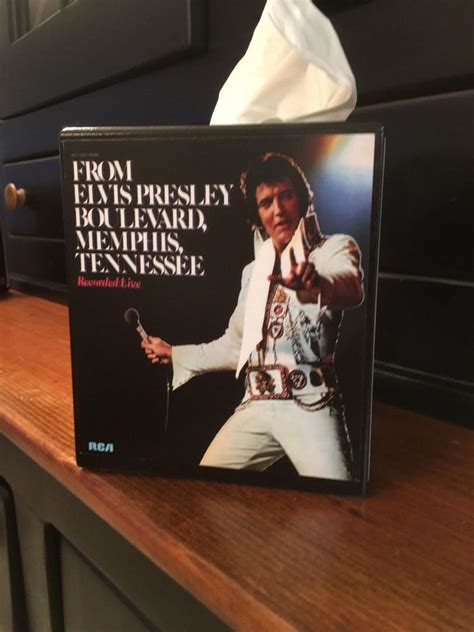 FROM
ELVIS PRESLEY
BOULEVARD,
MEMPHIS,
TENNESSEE
Recorded Live
RCA